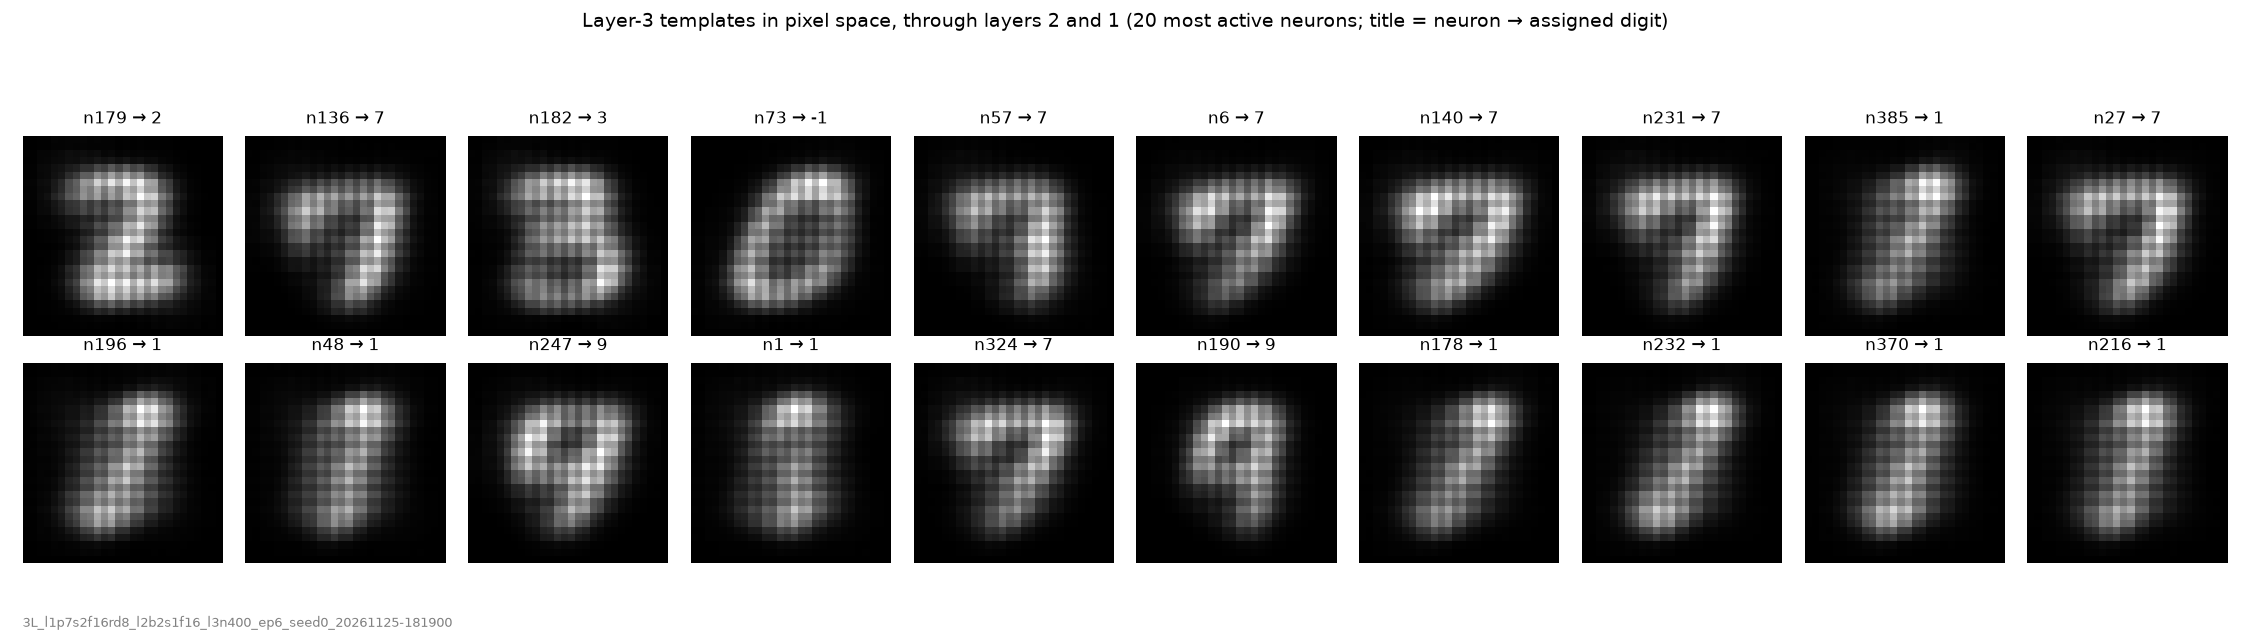 Layer-3 templates in pixel space, through layers 2 and 1 (20 most active neurons; title = neuron → assigned digit)
n179 → 2 n136 → 7 n182 → 3 n73 → -1 n57 → 7 n6 → 7 n140 → 7 n231 → 7 n385 → 1 n27 → 7
n196 → 1 n48 → 1 n247 → 9 n1 → 1 n324 → 7 n190 → 9 n178 → 1 n232 → 1 n370 → 1 n216 → 1
3L_l1p7s2f16rd8_l2b2s1f16_l3n400_ep6_seed0_20261125-181900